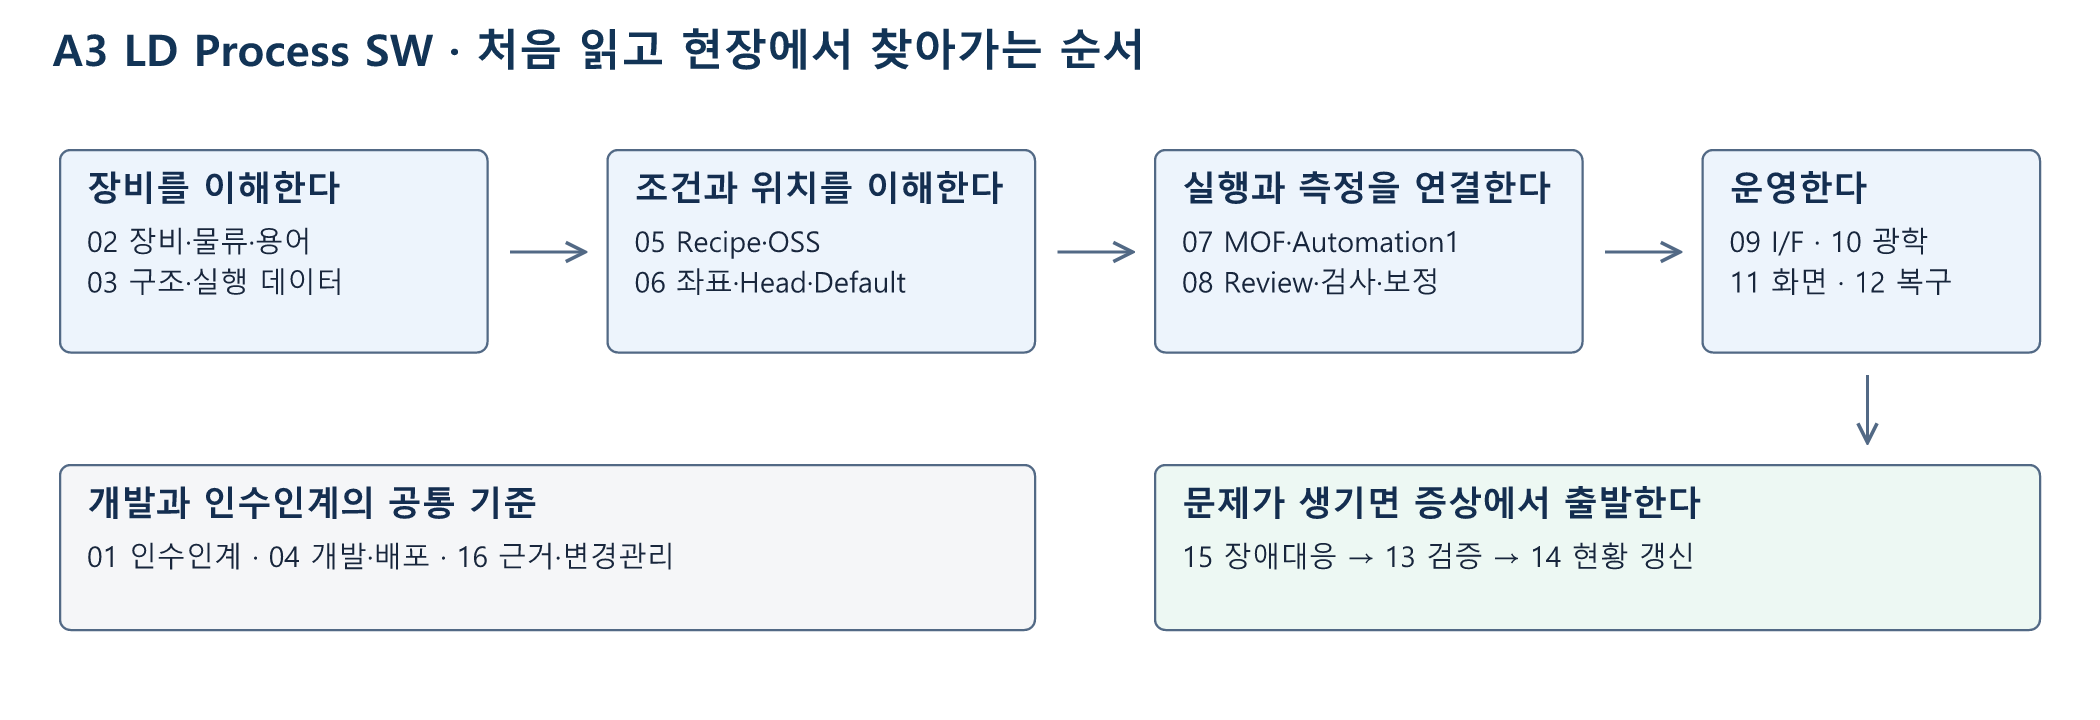 A3 LD Process SW · 처음 읽고 현장에서 찾아가는 순서
장비를 이해한다
02 장비·물류·용어
03 구조·실행 데이터
조건과 위치를 이해한다
05 Recipe·OSS
06 좌표·Head·Default
실행과 측정을 연결한다
07 MOF·Automation1
08 Review·검사·보정
운영한다
09 I/F · 10 광학
11 화면 · 12 복구
개발과 인수인계의 공통 기준
01 인수인계 · 04 개발·배포 · 16 근거·변경관리
문제가 생기면 증상에서 출발한다
15 장애대응 → 13 검증 → 14 현황 갱신